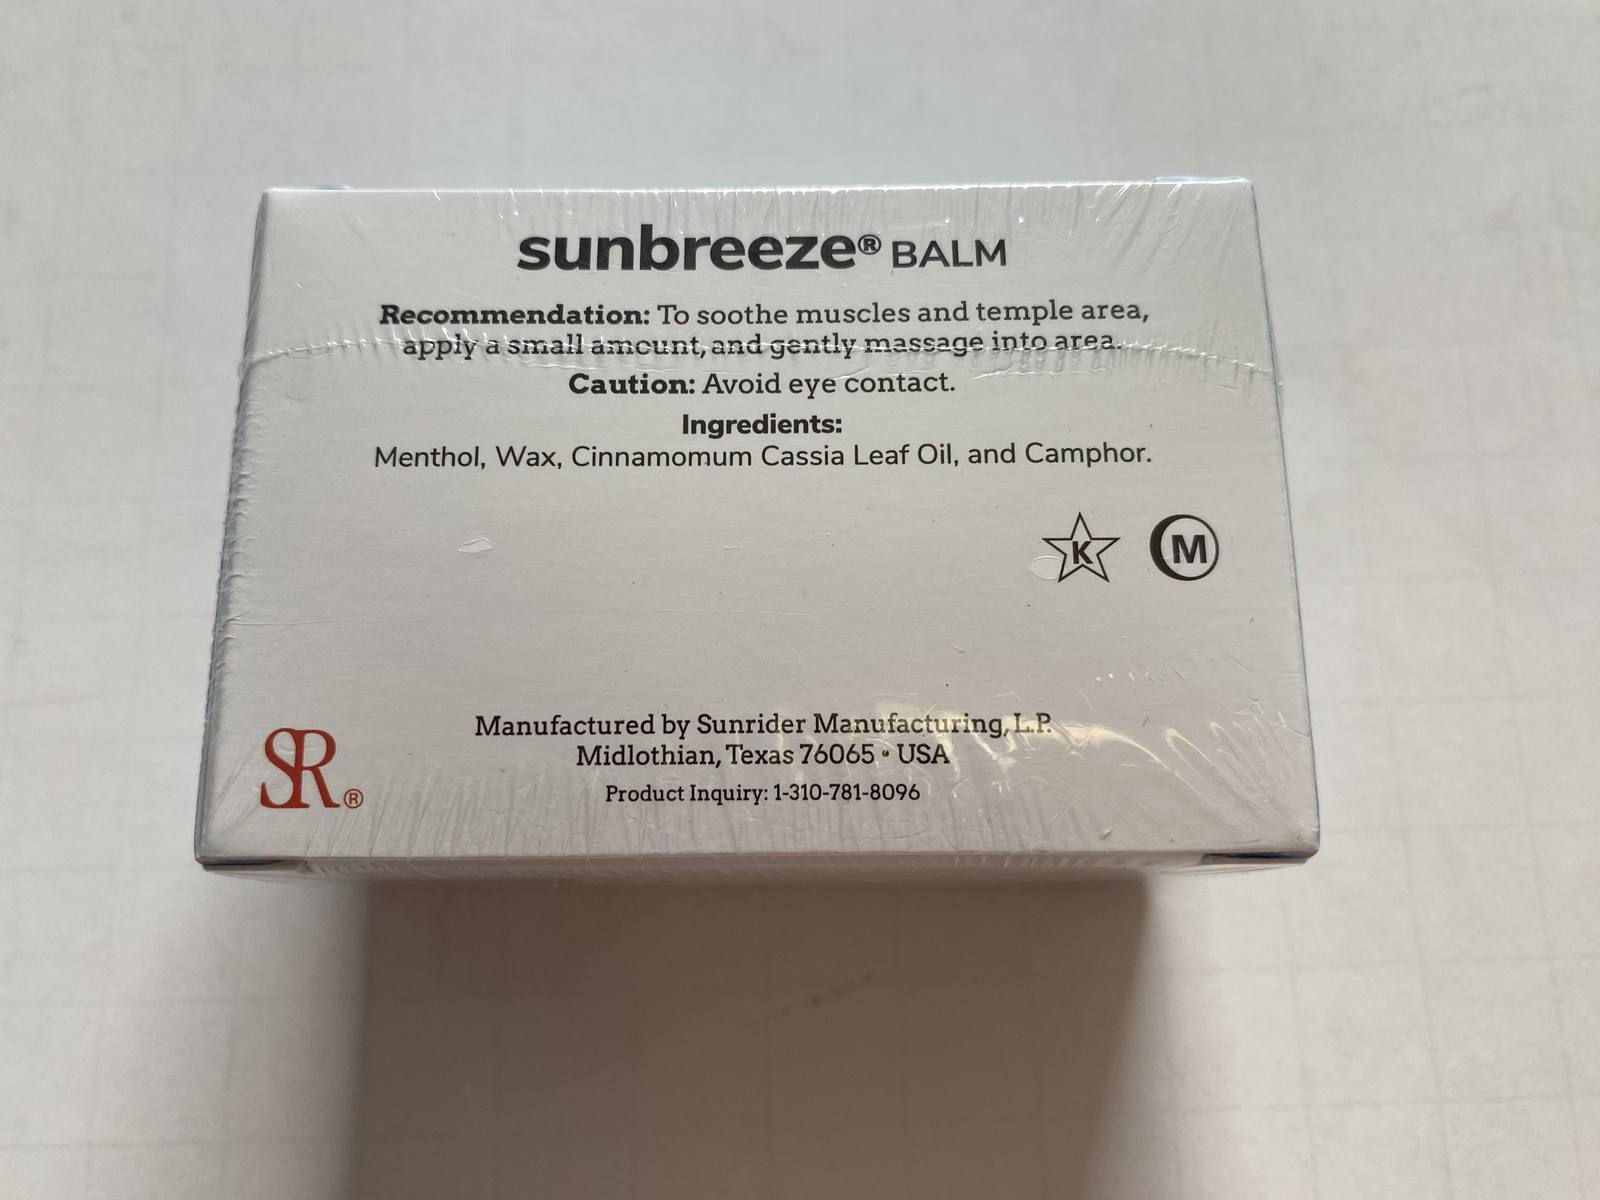 sunbreeze® BALM
Recommendation: To soothe muscles and temple area,
apply a small amount, and gently massage into area.
Caution: Avoid eye contact.
Ingredients:
Menthol, Wax, Cinnamomum Cassia Leaf Oil, and Camphor.
K M
Manufactured by Sunrider Manufacturing, L.P.
Midlothian, Texas 76065 • USA
Product Inquiry: 1-310-781-8096
SR®